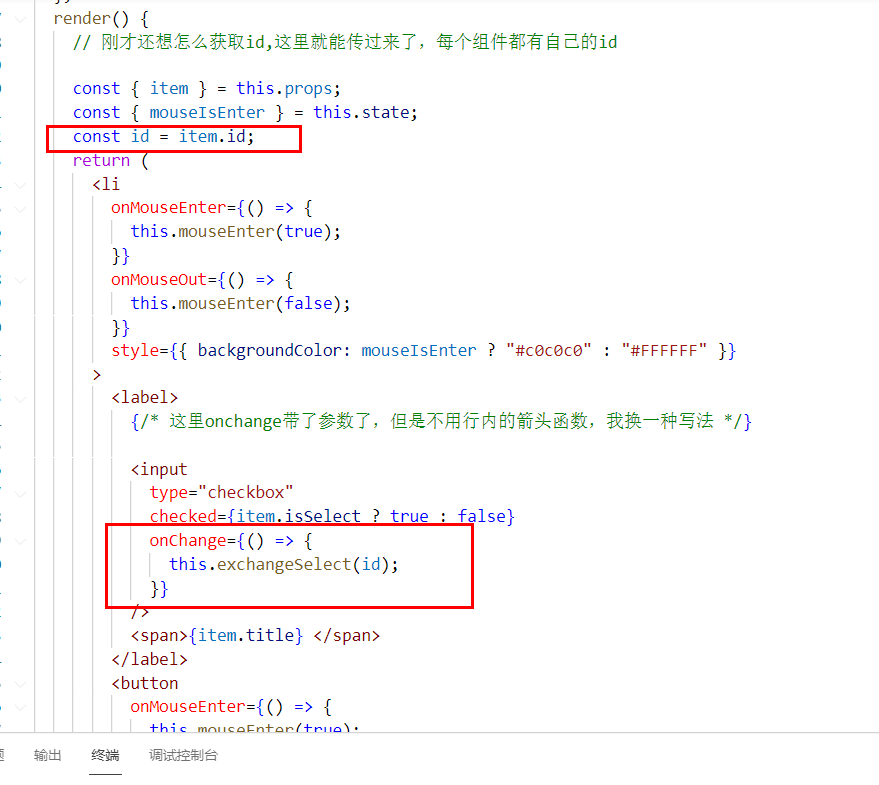 render() {
// 刚才还想怎么获取id,这里就能传过来了，每个组件都有自己的id
const { item } = this.props;
const { mouseIsEnter } = this.state;
const id = item.id;
return (
<li
onMouseEnter={() => {
this.mouseEnter(true);
}}
onMouseOut={() => {
this.mouseEnter(false);
}}
style={{ backgroundColor: mouseIsEnter ? "#c0c0c0" : "#FFFFFF" }}
>
<label>
{/* 这里onchange带了参数了，但是不用行内的箭头函数，我换一种写法 */}
<input
type="checkbox"
checked={item.isSelect ? true : false}
onChange={() => {
this.exchangeSelect(id);
}}
/>
<span>{item.title} </span>
</label>
<button
onMouseEnter={() => {
this.mouseEnter(true);
输出 终端 调试控制台